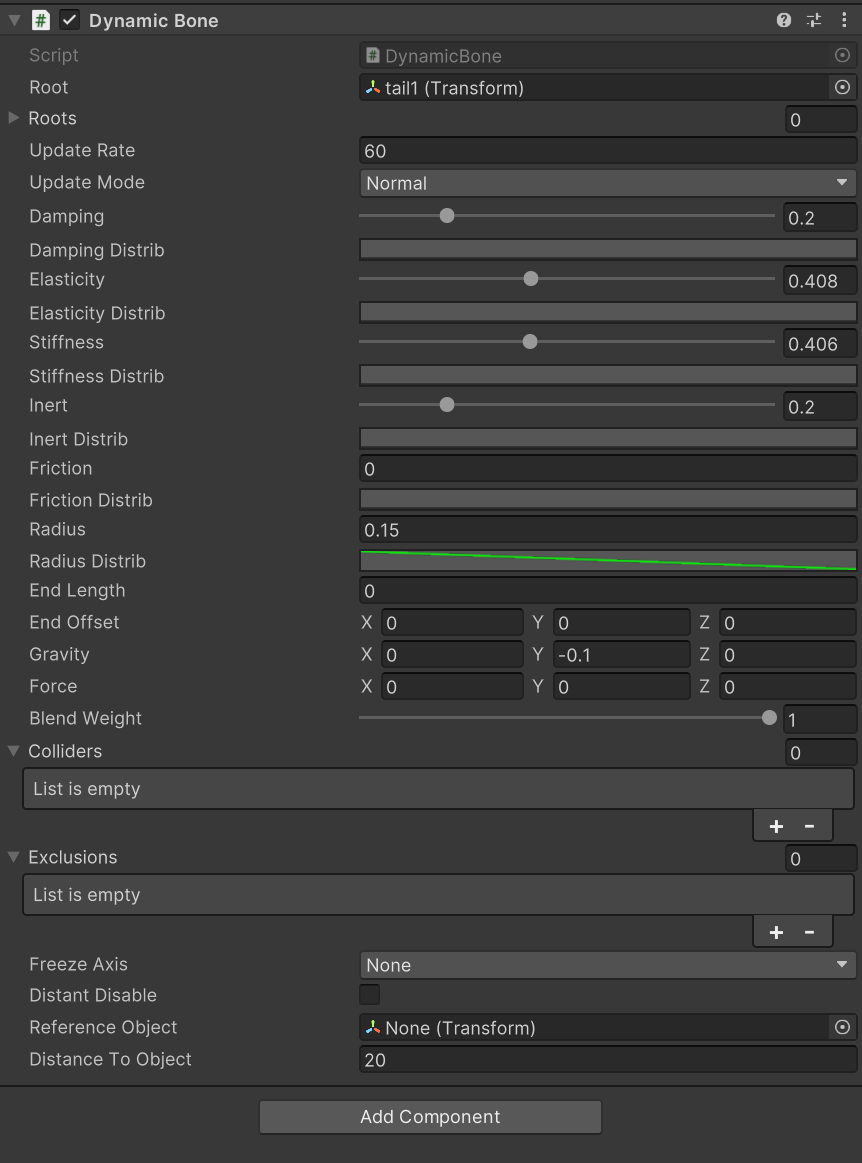 Dynamic Bone
Script DynamicBone
Root tail1 (Transform)
Roots 0
Update Rate 60
Update Mode Normal
Damping 0.2
Damping Distrib
Elasticity 0.408
Elasticity Distrib
Stiffness 0.406
Stiffness Distrib
Inert 0.2
Inert Distrib
Friction 0
Friction Distrib
Radius 0.15
Radius Distrib
End Length 0
End Offset X 0 Y 0 Z 0
Gravity X 0 Y -0.1 Z 0
Force X 0 Y 0 Z 0
Blend Weight 1
Colliders 0
List is empty
+ -
Exclusions 0
List is empty
+ -
Freeze Axis None
Distant Disable
Reference Object None (Transform)
Distance To Object 20
Add Component